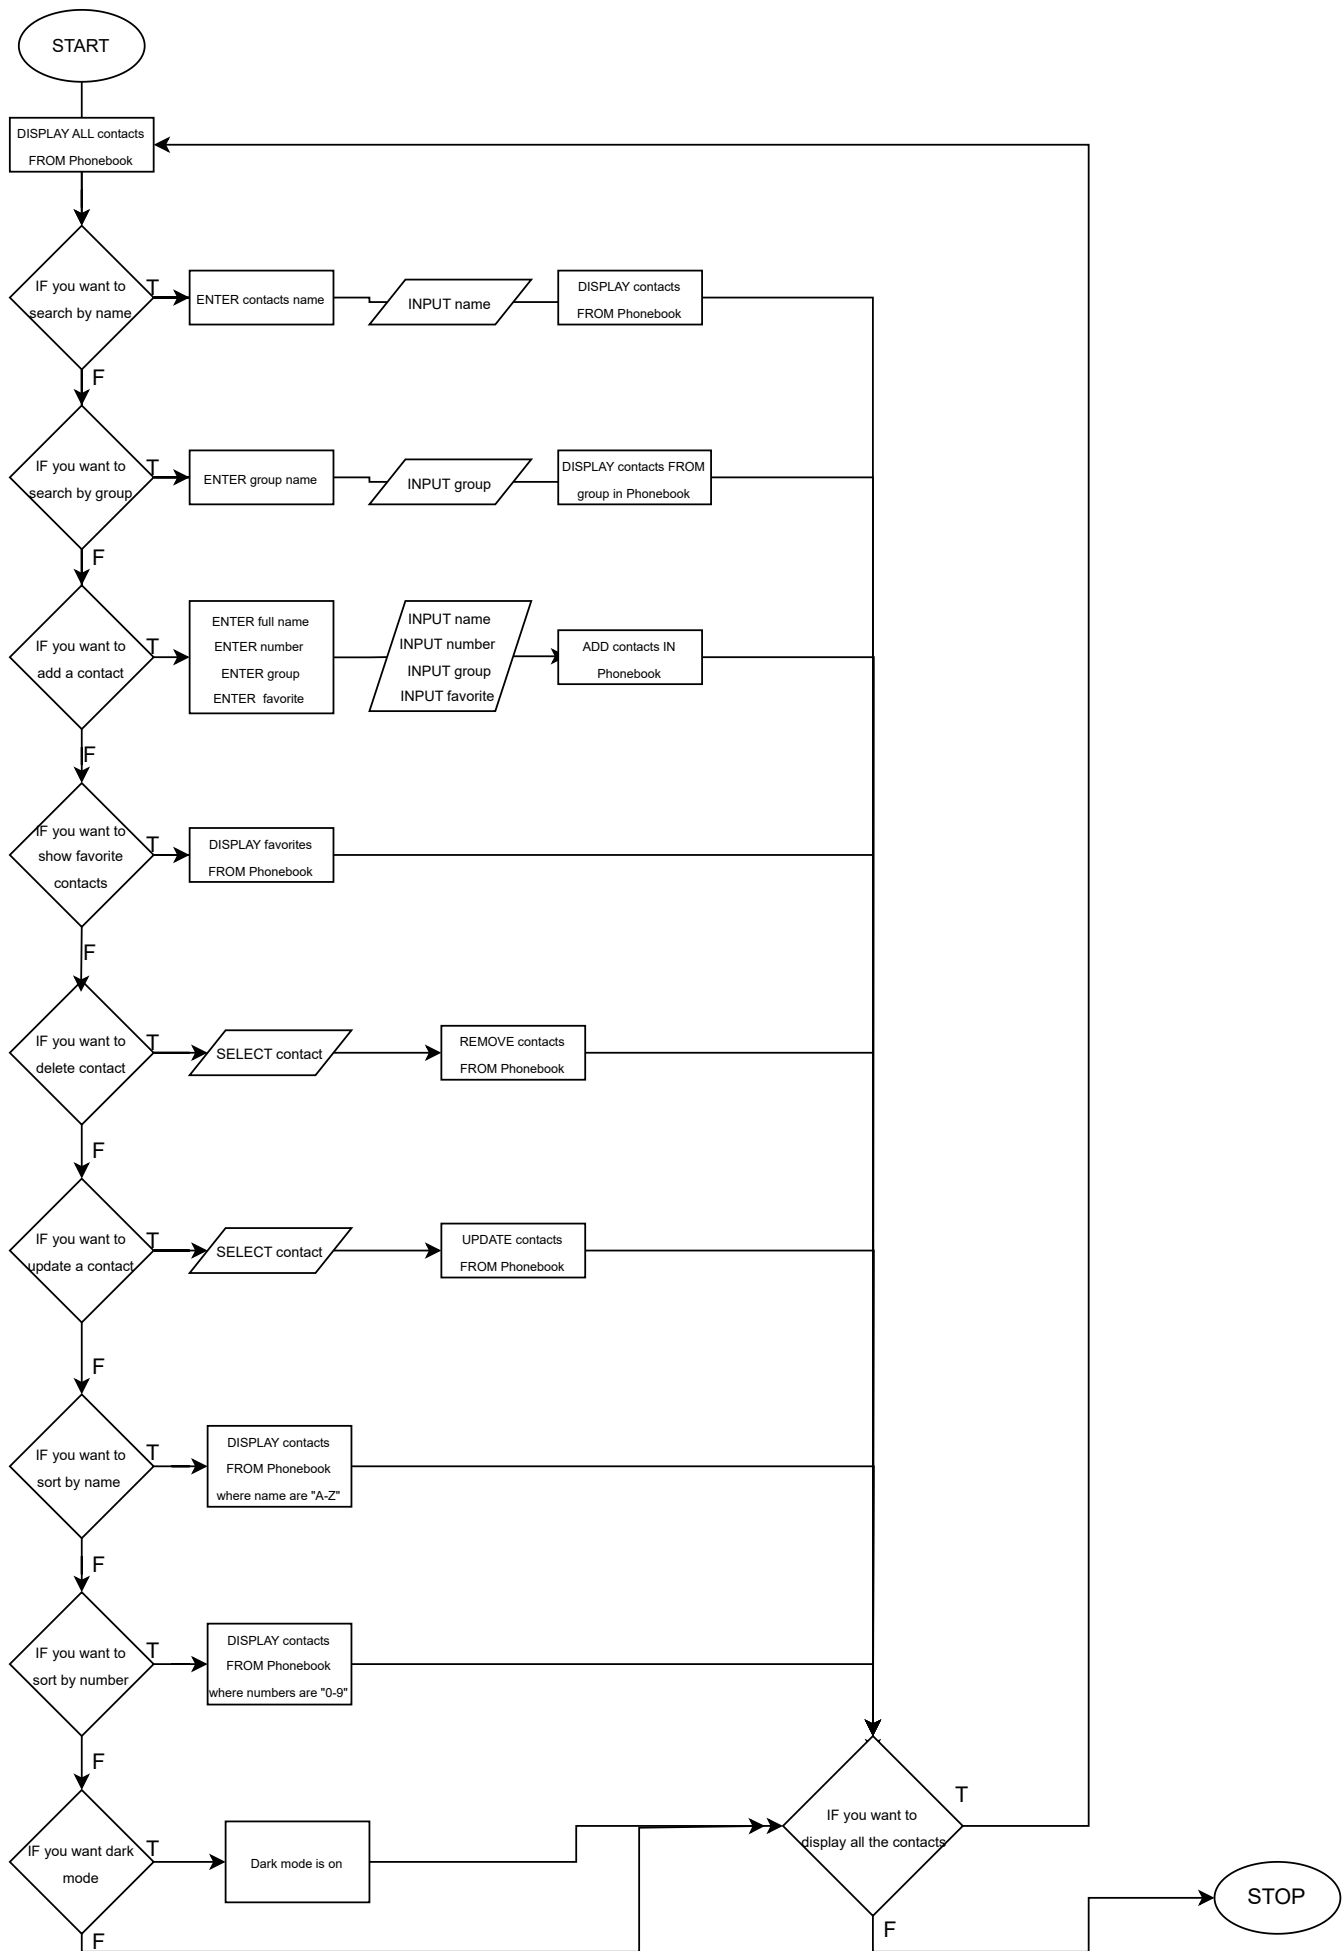 START
DISPLAY ALL contacts
FROM Phonebook
IF you want to
search by name
T
ENTER contacts name
INPUT name
DISPLAY contacts
FROM Phonebook
F
IF you want to
search by group
T
ENTER group name
INPUT group
DISPLAY contacts FROM
group in Phonebook
F
IF you want to
add a contact
T
ENTER full name
ENTER number
ENTER group
ENTER favorite
INPUT name
INPUT number
INPUT group
INPUT favorite
ADD contacts IN
Phonebook
F
IF you want to
show favorite
contacts
T
DISPLAY favorites
FROM Phonebook
F
IF you want to
delete contact
T
SELECT contact
REMOVE contacts
FROM Phonebook
F
IF you want to
update a contact
T
SELECT contact
UPDATE contacts
FROM Phonebook
F
IF you want to
sort by name
T
DISPLAY contacts
FROM Phonebook
where name are "A-Z"
F
IF you want to
sort by number
T
DISPLAY contacts
FROM Phonebook
where numbers are "0-9"
F
IF you want dark
mode
T
Dark mode is on
F
IF you want to
display all the contacts
T
F
STOP